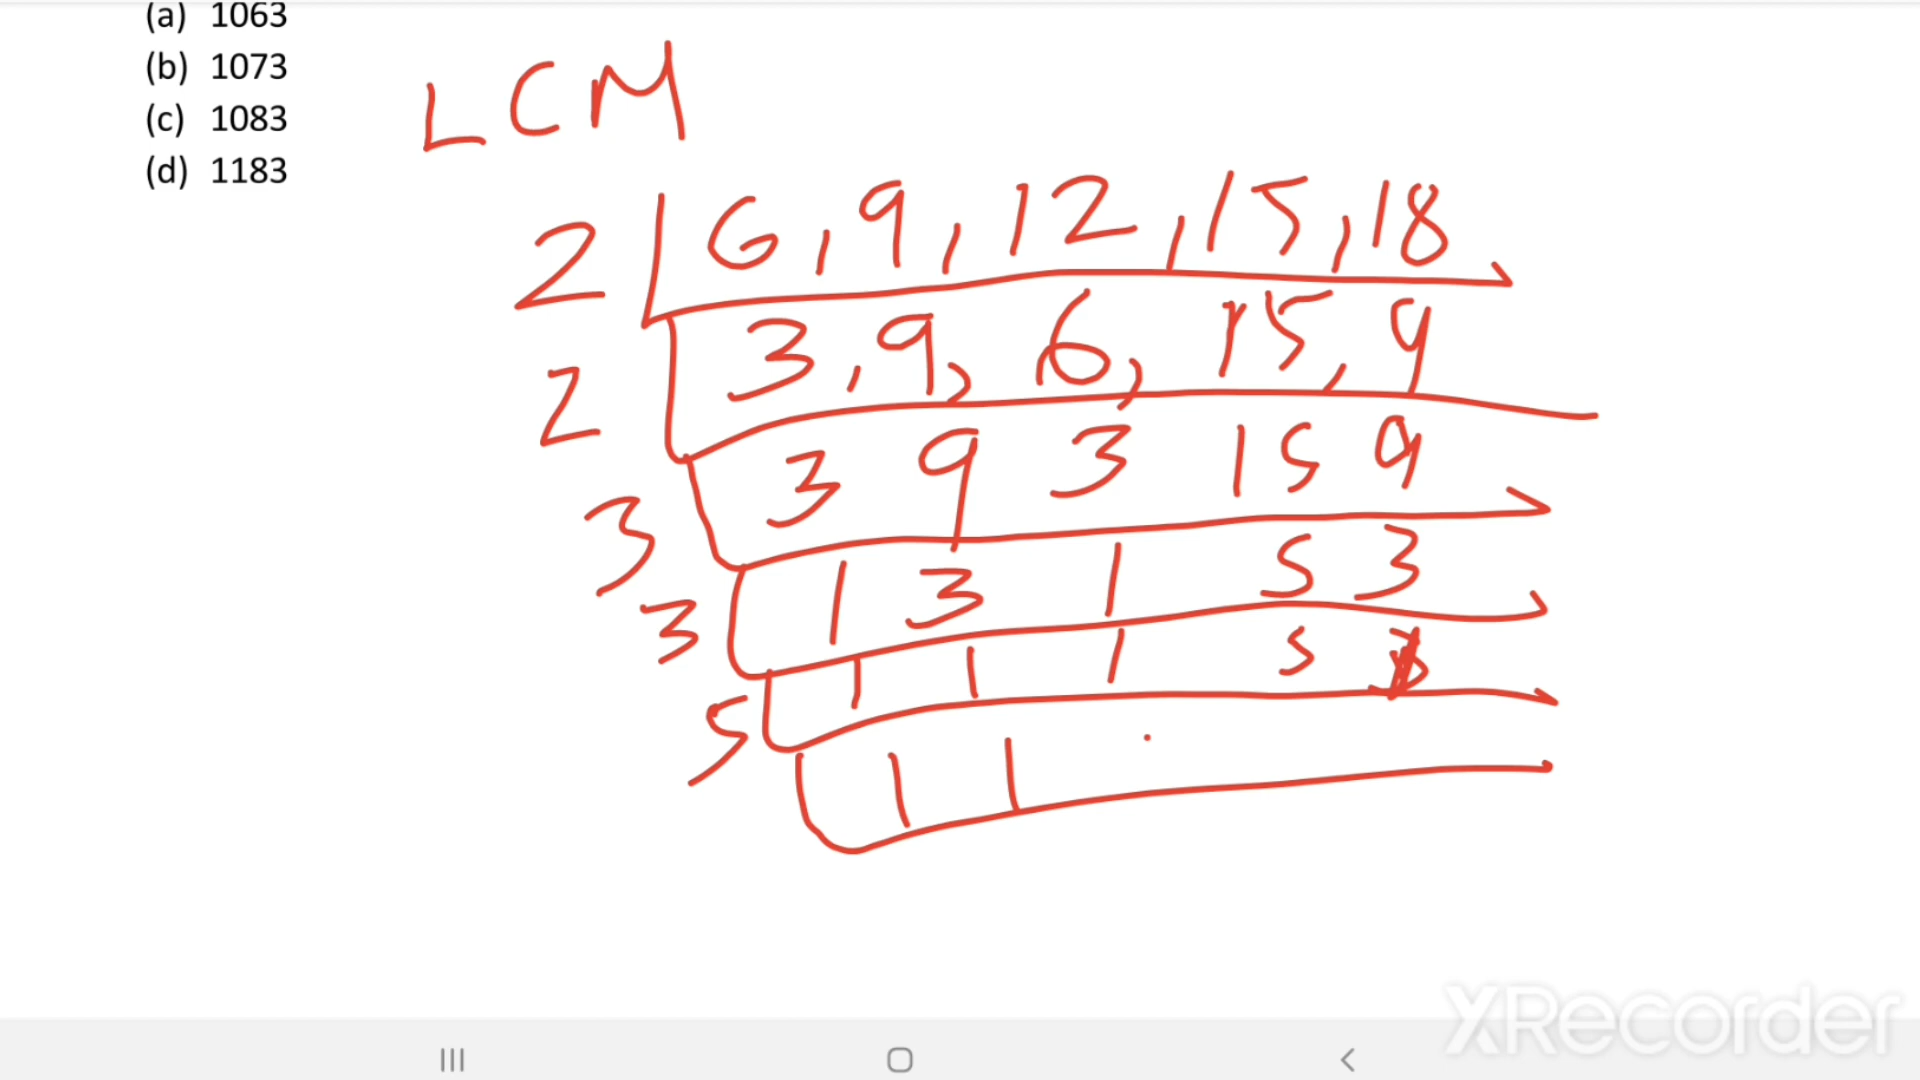 (a) 1063
(b) 1073
(c) 1083
(d) 1183
LCM
2 6, 9, 12, 15, 18
2 3, 9, 6, 15, 9
3 3 9 3 15 9
3 1 3 1 5 3
5 1 1 1 5 1
1 1
XRecorder